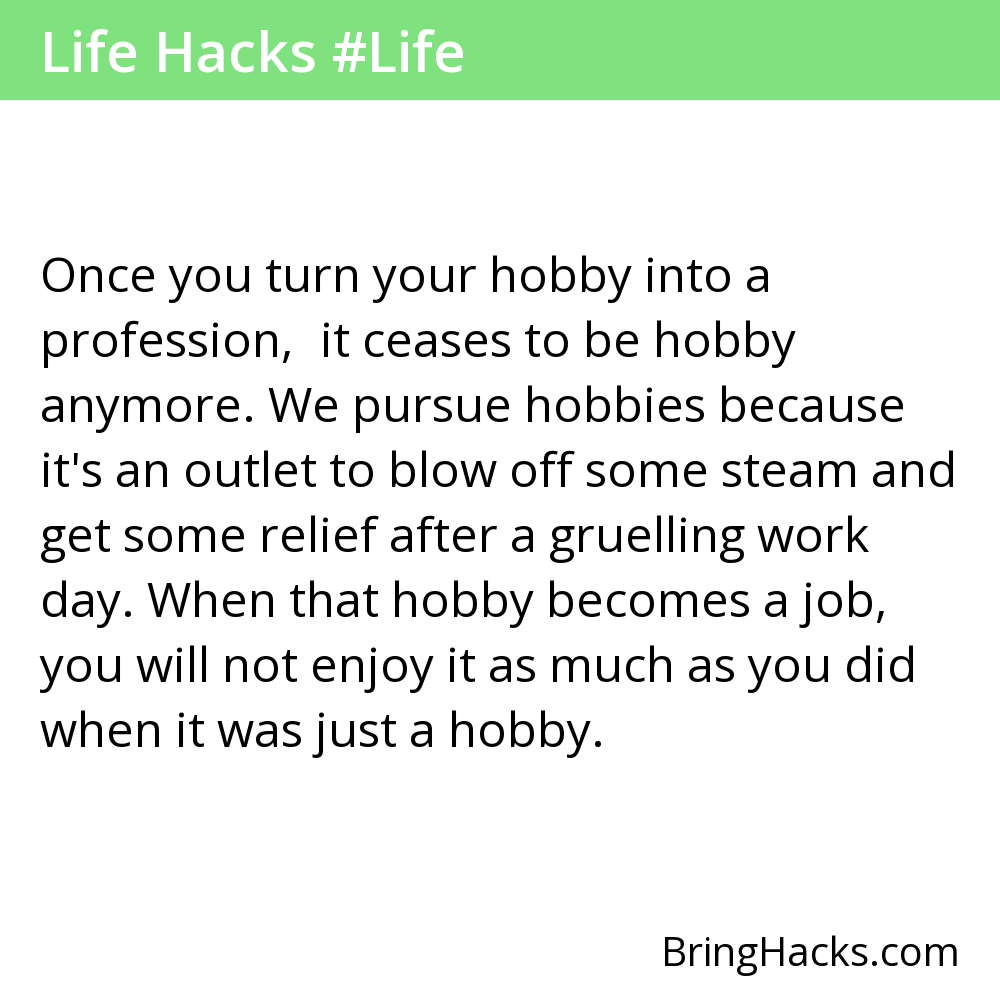 Life Hacks #Life
Once you turn your hobby into a
profession,  it ceases to be hobby
anymore. We pursue hobbies because
it's an outlet to blow off some steam and
get some relief after a gruelling work
day. When that hobby becomes a job,
you will not enjoy it as much as you did
when it was just a hobby.
BringHacks.com